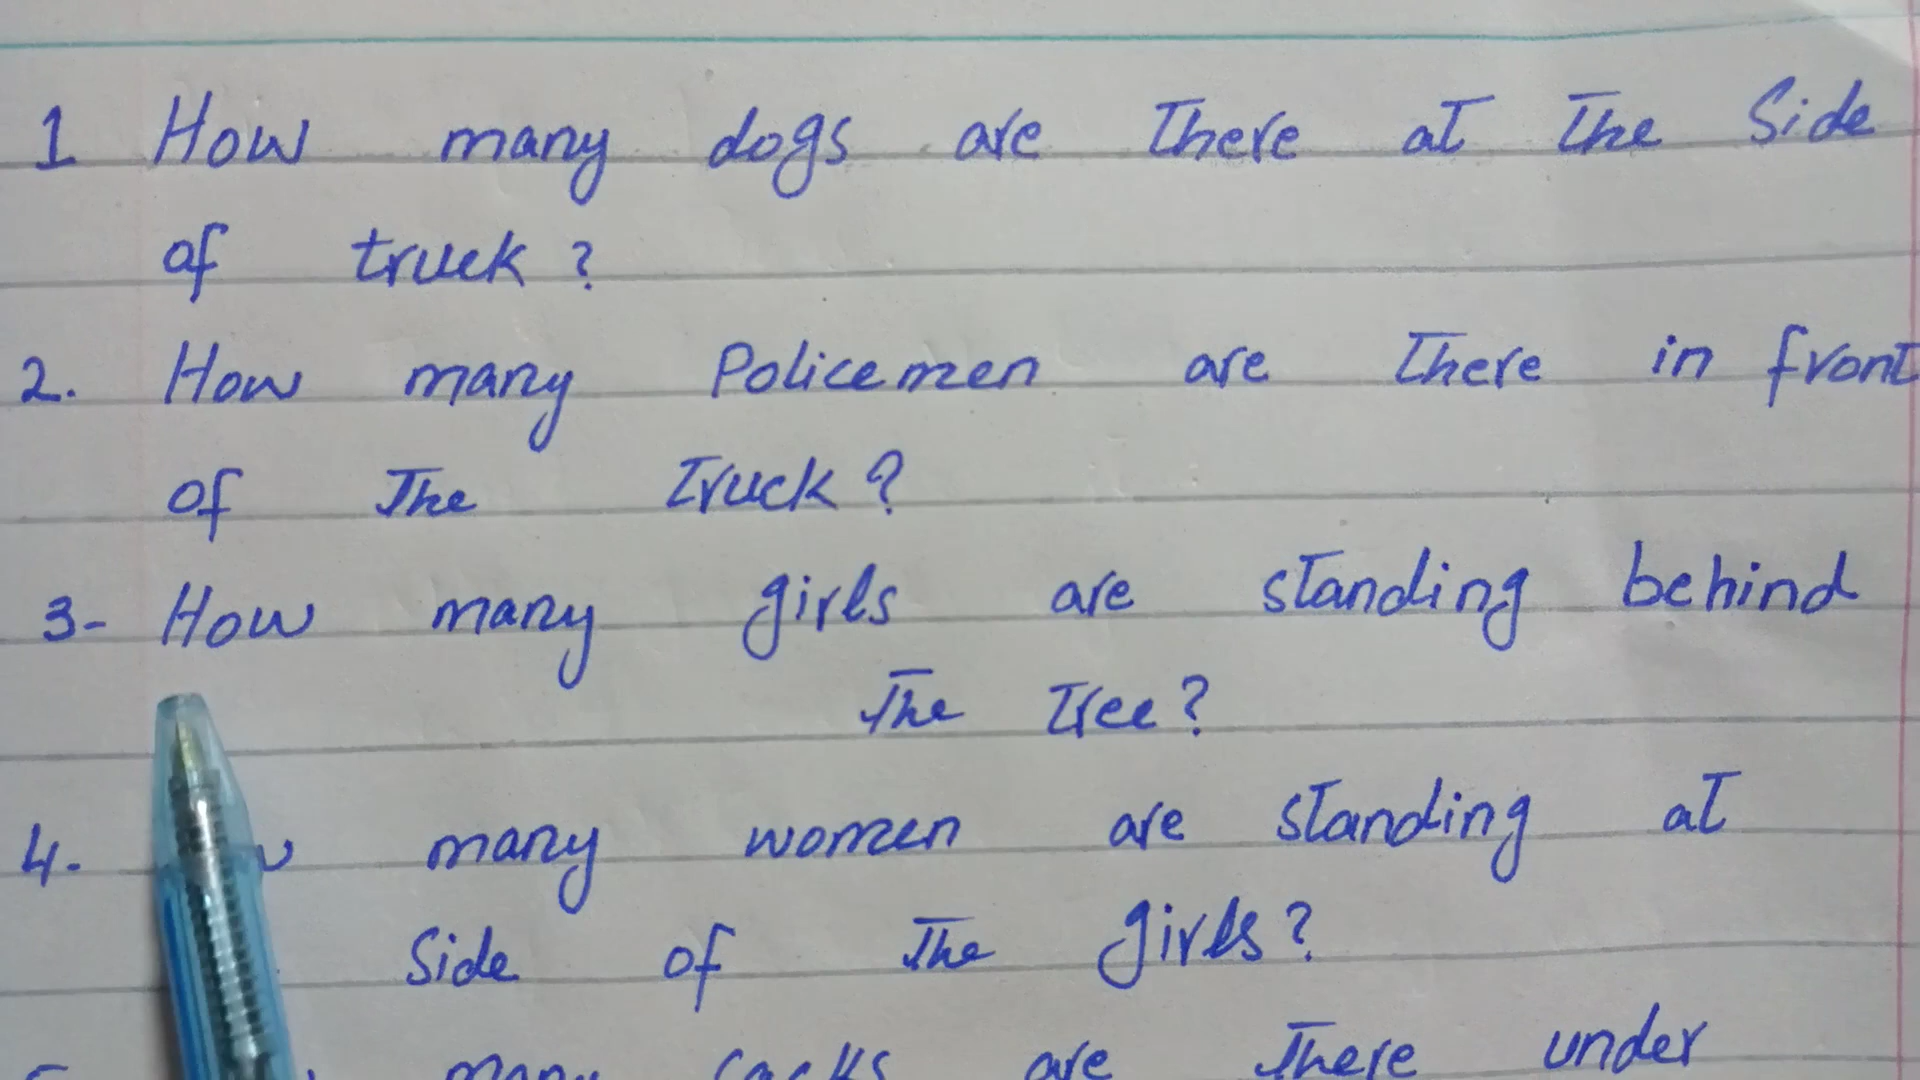 1 How many dogs are there at the Side
of truck?
2. How many Policemen are there in front
of The truck?
3- How many girls are standing behind
The tree?
4. many women are standing at
Side of The girls?
many are there under